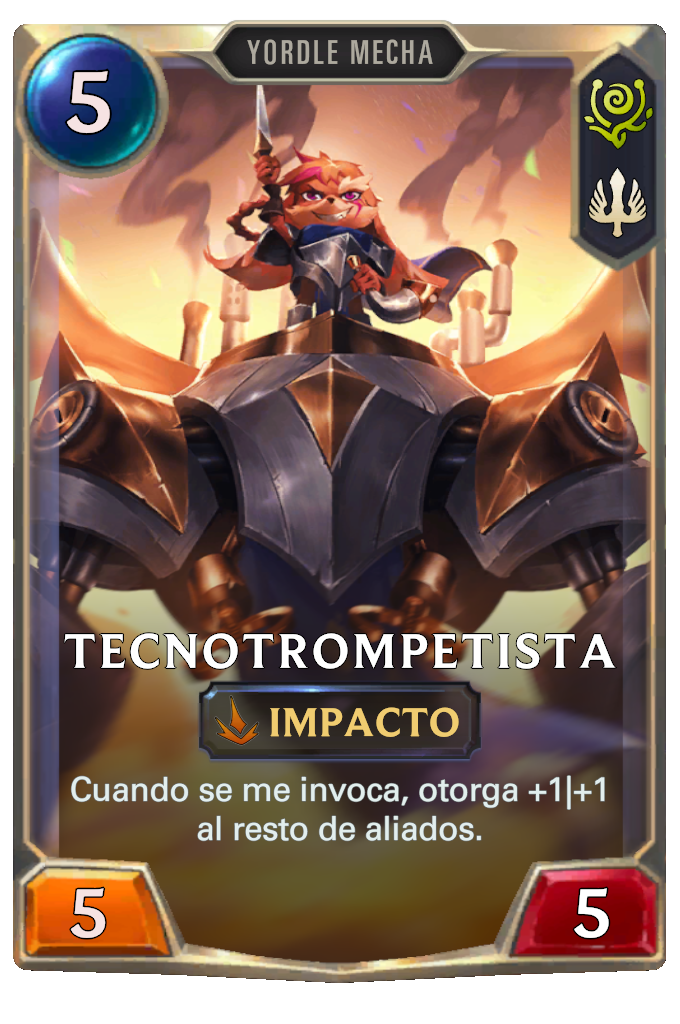 YORDLE MECHA
5
TECNOTROMPETISTA
IMPACTO
Cuando se me invoca, otorga +1|+1
al resto de aliados.
5 5